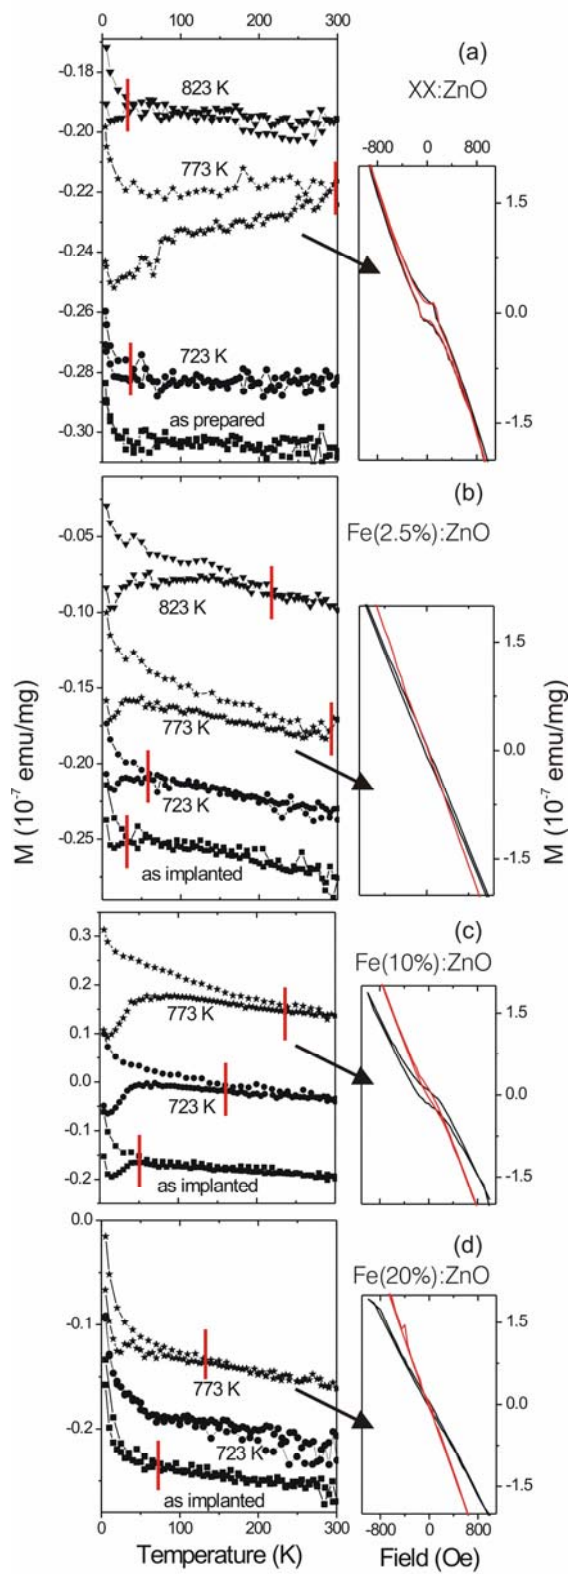 0 100 200 300
(a)
XX:ZnO
-0.18
-0.20
-0.22
-0.24
-0.26
-0.28
-0.30
823 K
773 K
723 K
as prepared
-800 0 800
1.5
0.0
-1.5
(b)
Fe(2.5%):ZnO
-0.05
-0.10
-0.15
-0.20
-0.25
823 K
773 K
723 K
as implanted
1.5
0.0
-1.5
M (10⁻⁷ emu/mg)
M (10⁻⁷ emu/mg)
(c)
Fe(10%):ZnO
0.3
0.2
0.1
0.0
-0.1
-0.2
773 K
723 K
as implanted
1.5
0.0
-1.5
(d)
Fe(20%):ZnO
0.0
-0.1
-0.2
773 K
723 K
as implanted
1.5
0.0
-1.5
0 100 200 300
-800 0 800
Temperature (K)
Field (Oe)